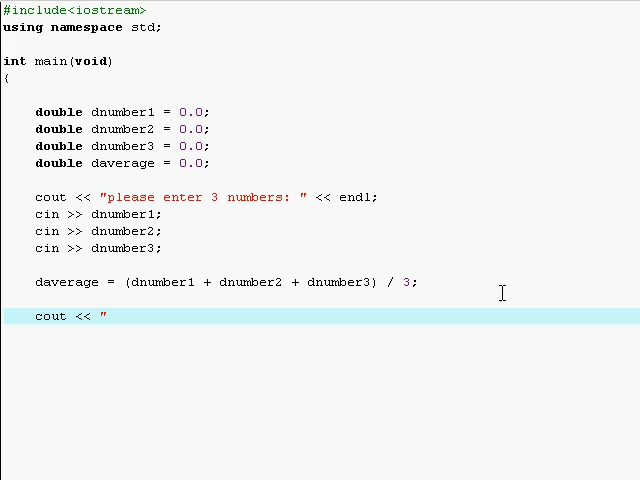 #include<iostream>
using namespace std;
int main(void)
{
double dnumber1 = 0.0;
double dnumber2 = 0.0;
double dnumber3 = 0.0;
double daverage = 0.0;
cout << "please enter 3 numbers: " << endl;
cin >> dnumber1;
cin >> dnumber2;
cin >> dnumber3;
daverage = (dnumber1 + dnumber2 + dnumber3) / 3;
cout << "